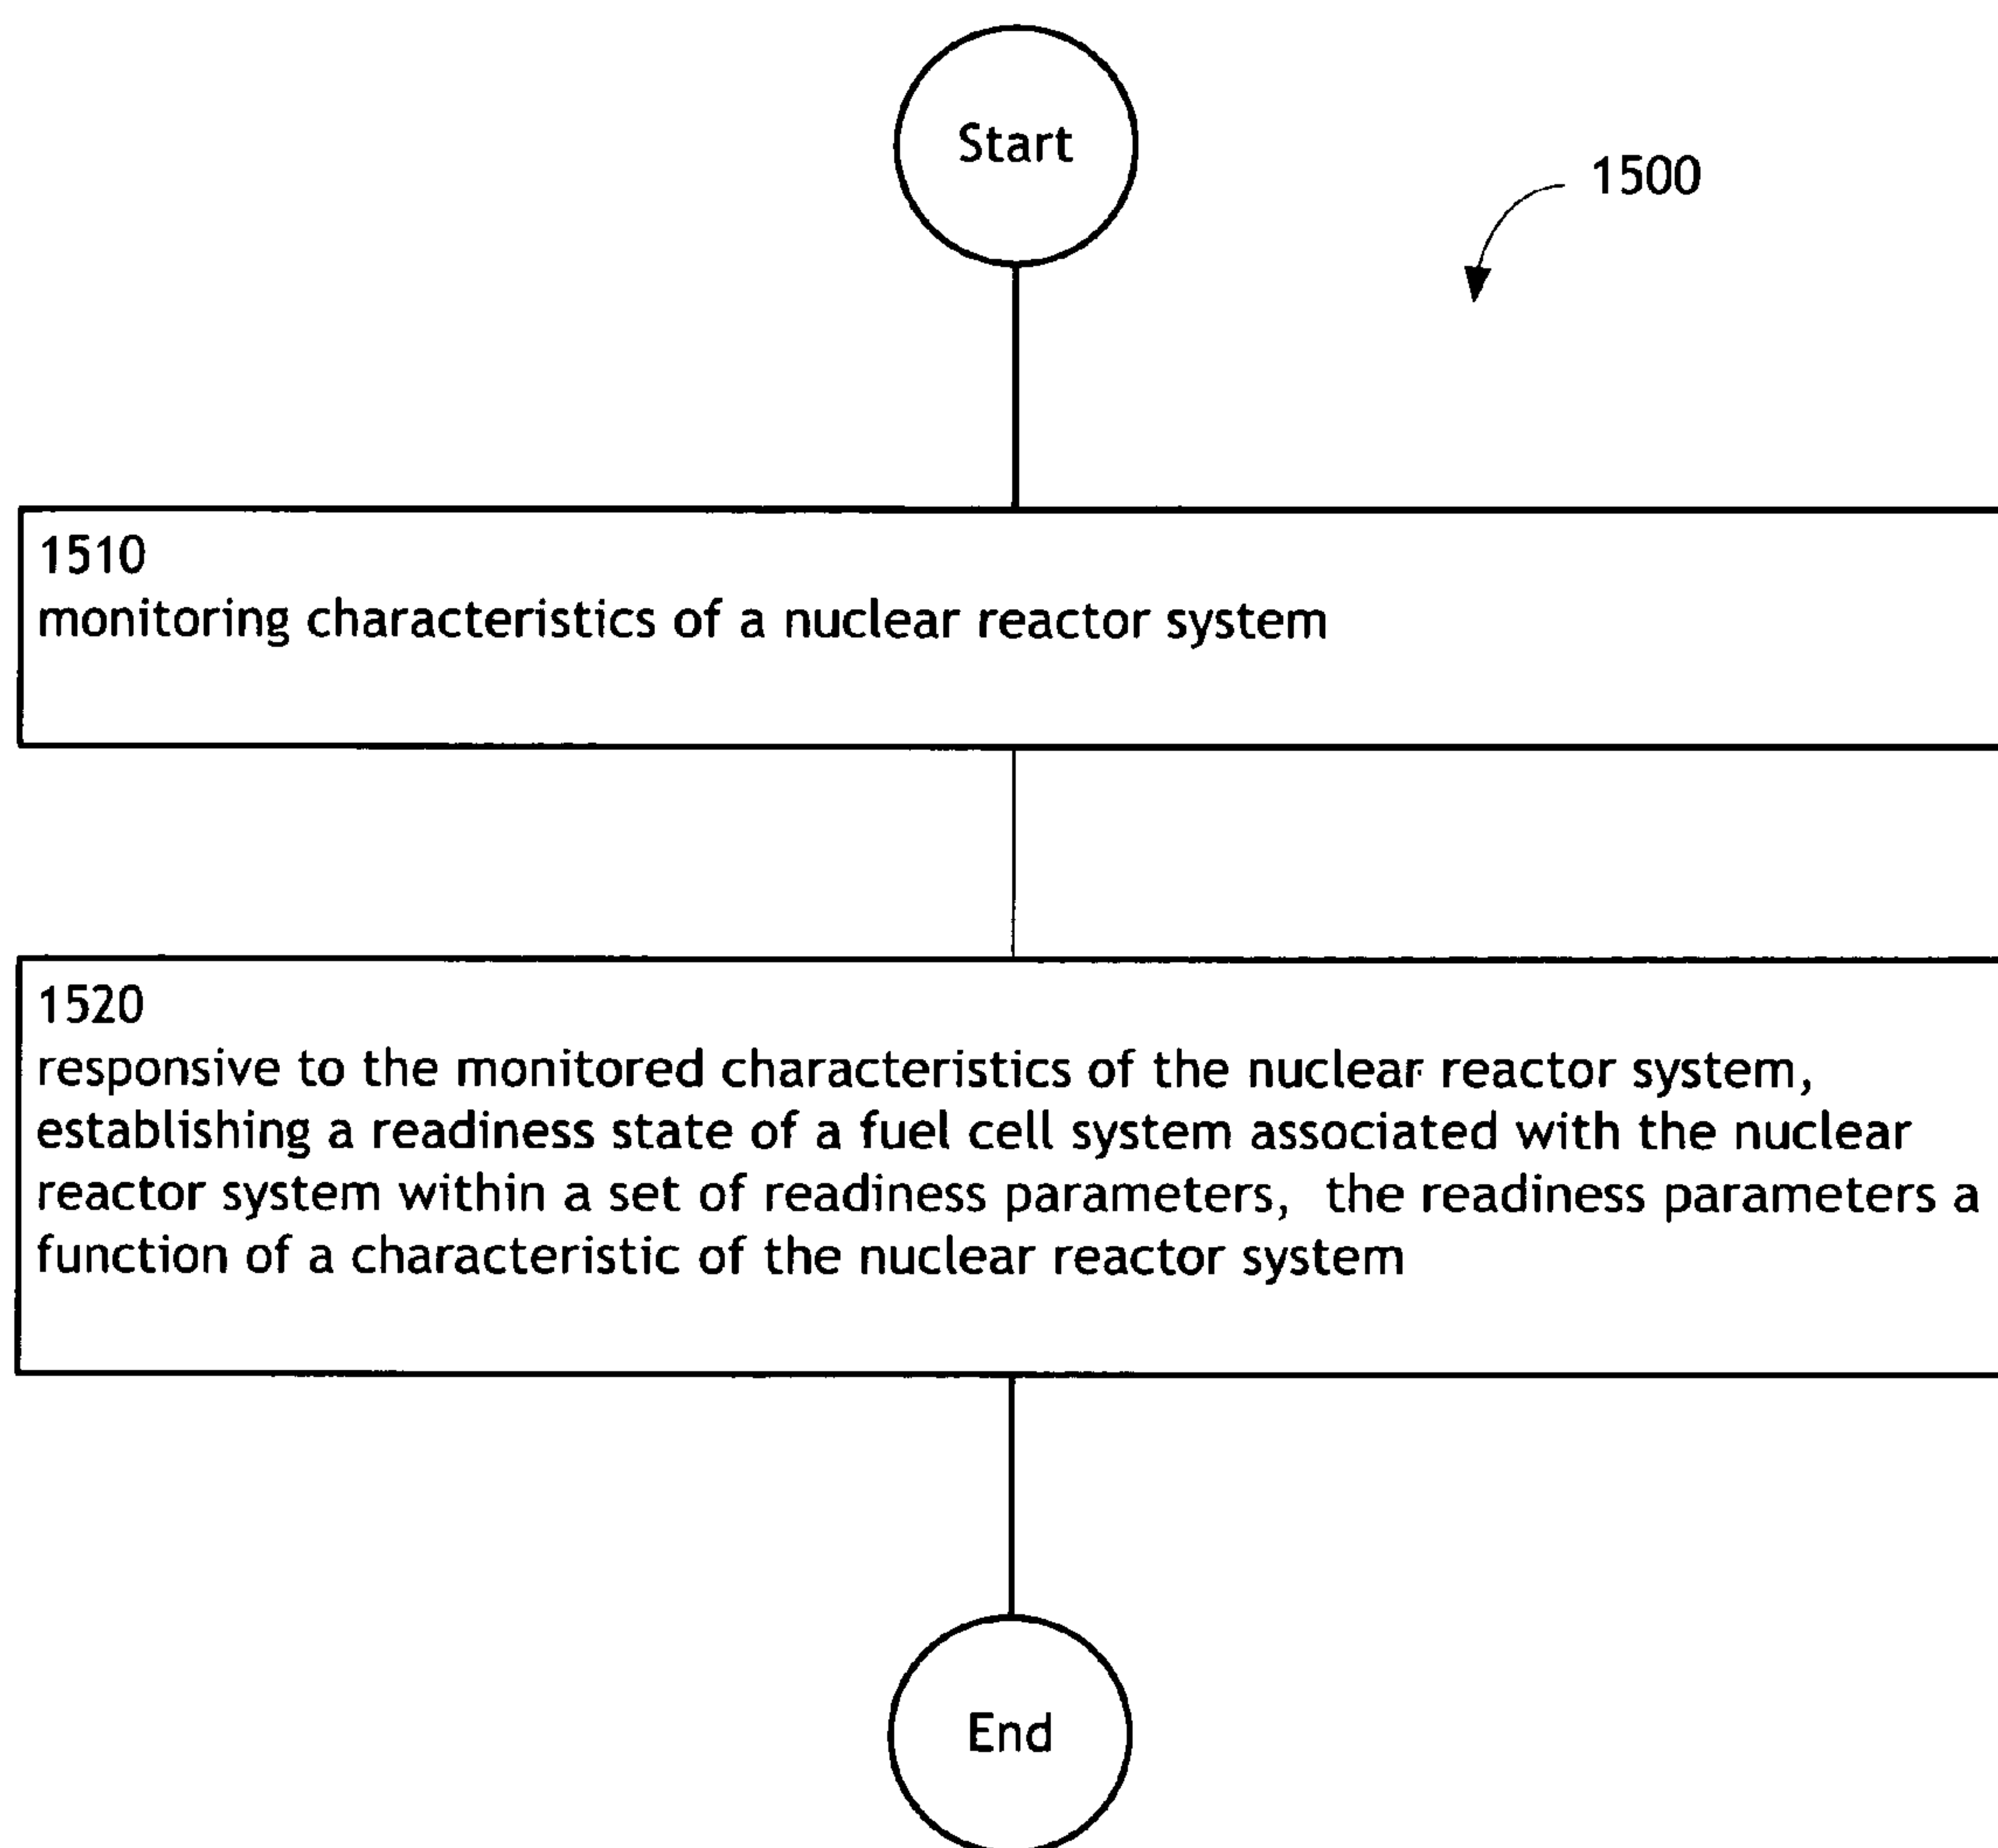 Start
1500
1510
monitoring characteristics of a nuclear reactor system
1520
responsive to the monitored characteristics of the nuclear reactor system,
establishing a readiness state of a fuel cell system associated with the nuclear
reactor system within a set of readiness parameters, the readiness parameters a
function of a characteristic of the nuclear reactor system
End